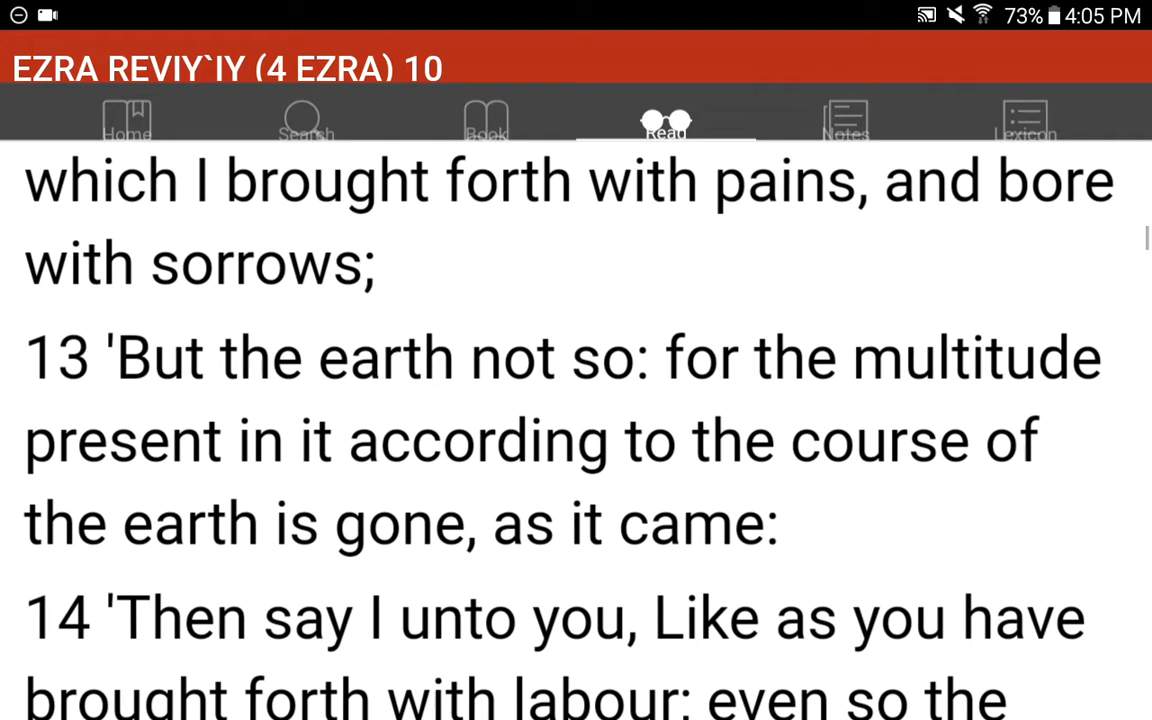 73% 4:05 PM
EZRA REVIY`IY (4 EZRA) 10
Home Search Book Read Notes Lexicon
which I brought forth with pains, and bore
with sorrows;
13 'But the earth not so: for the multitude
present in it according to the course of
the earth is gone, as it came:
14 'Then say I unto you, Like as you have
brought forth with labour; even so the